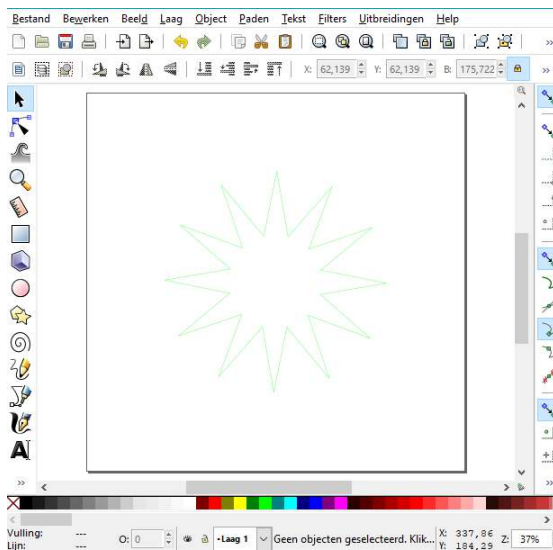 Bestand Bewerken Beeld Laag Object Paden Tekst Filters Uitbreidingen Help
X: 62,139 Y: 62,139 B: 175,722
Vulling: --- O: 0 •Laag 1 Geen objecten geselecteerd. Klik... X: 337,86 Z: 37%
Lijn: --- Y: 184,29